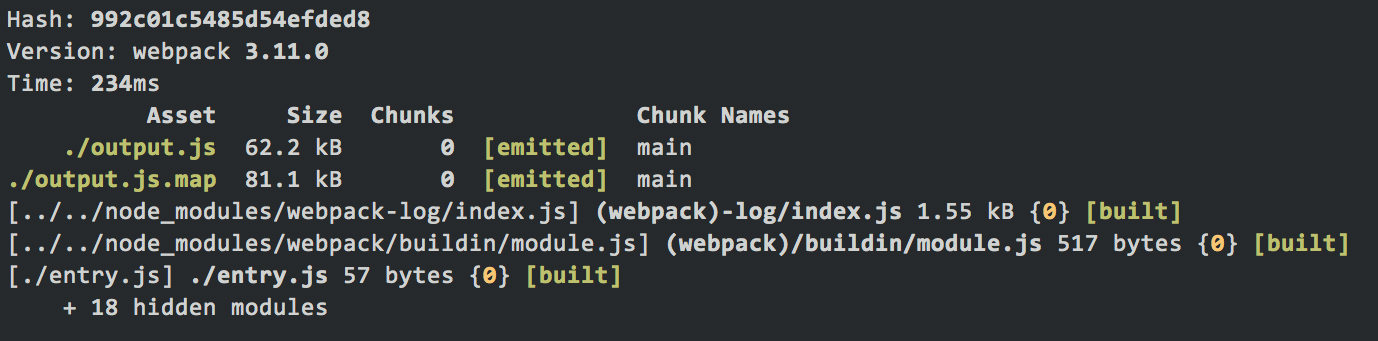 Hash: 992c01c5485d54efded8
Version: webpack 3.11.0
Time: 234ms
Asset Size Chunks Chunk Names
./output.js 62.2 kB 0 [emitted] main
./output.js.map 81.1 kB 0 [emitted] main
[../../node_modules/webpack-log/index.js] (webpack)-log/index.js 1.55 kB {0} [built]
[../../node_modules/webpack/buildin/module.js] (webpack)/buildin/module.js 517 bytes {0} [built]
[./entry.js] ./entry.js 57 bytes {0} [built]
+ 18 hidden modules